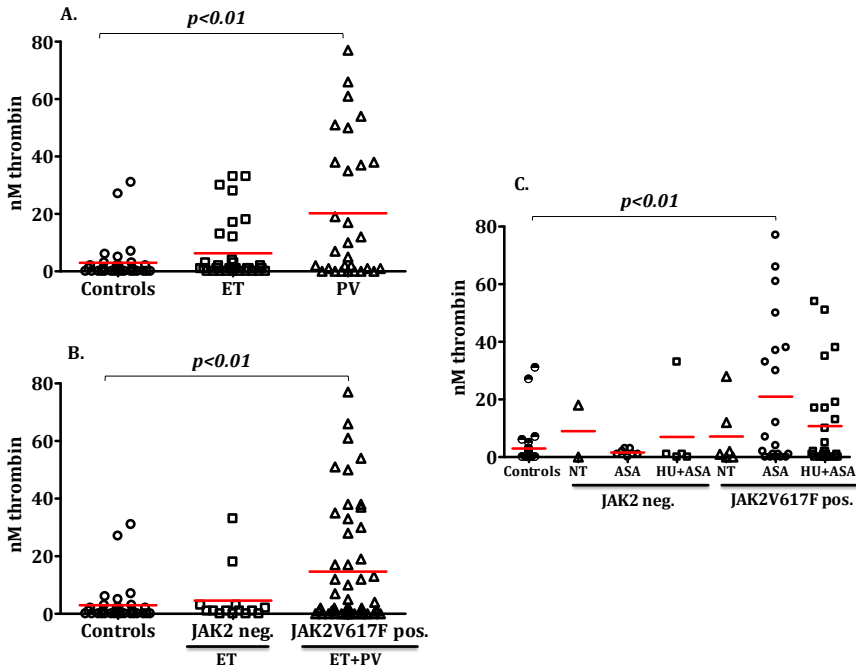 A.
p<0.01
80
60
40
20
0
nM thrombin
Controls ET PV
B.
p<0.01
80
60
40
20
0
nM thrombin
Controls JAK2 neg. JAK2V617F pos.
ET ET+PV
C.
p<0.01
80
60
40
20
0
nM thrombin
Controls NT ASA HU+ASA NT ASA HU+ASA
JAK2 neg. JAK2V617F pos.